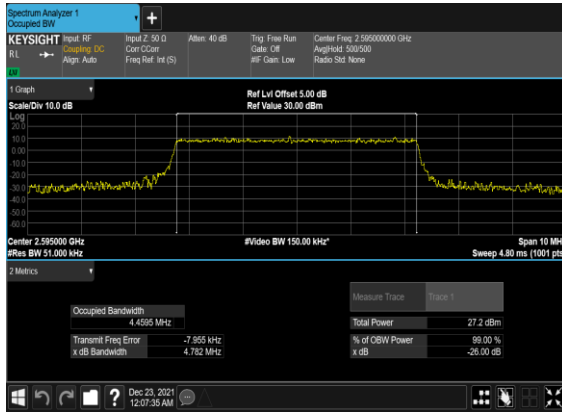 Spectrum Analyzer 1
Occupied BW
+
KEYSIGHT
RL
LXI
Input: RF
Coupling: DC
Align: Auto
Input Z: 50 Ω
Corr CCorr
Freq Ref: Int (S)
Atten: 40 dB
Trig: Free Run
Gate: Off
#IF Gain: Low
Center Freq: 2.595000000 GHz
Avg|Hold: 500/500
Radio Std: None
1 Graph
Scale/Div 10.0 dB
Ref Lvl Offset 5.00 dB
Ref Value 30.00 dBm
Log
20.0
10.0
0.00
-10.0
-20.0
-30.0
-40.0
-50.0
-60.0
Center 2.595000 GHz
#Res BW 51.000 kHz
#Video BW 150.00 kHz*
Span 10 MH
Sweep 4.80 ms (1001 pts
2 Metrics
Occupied Bandwidth
4.4595 MHz
Transmit Freq Error -7.955 kHz
x dB Bandwidth 4.782 MHz
Measure Trace Trace 1
Total Power 27.2 dBm
% of OBW Power 99.00 %
x dB -26.00 dB
?
Dec 23, 2021
12:07:35 AM